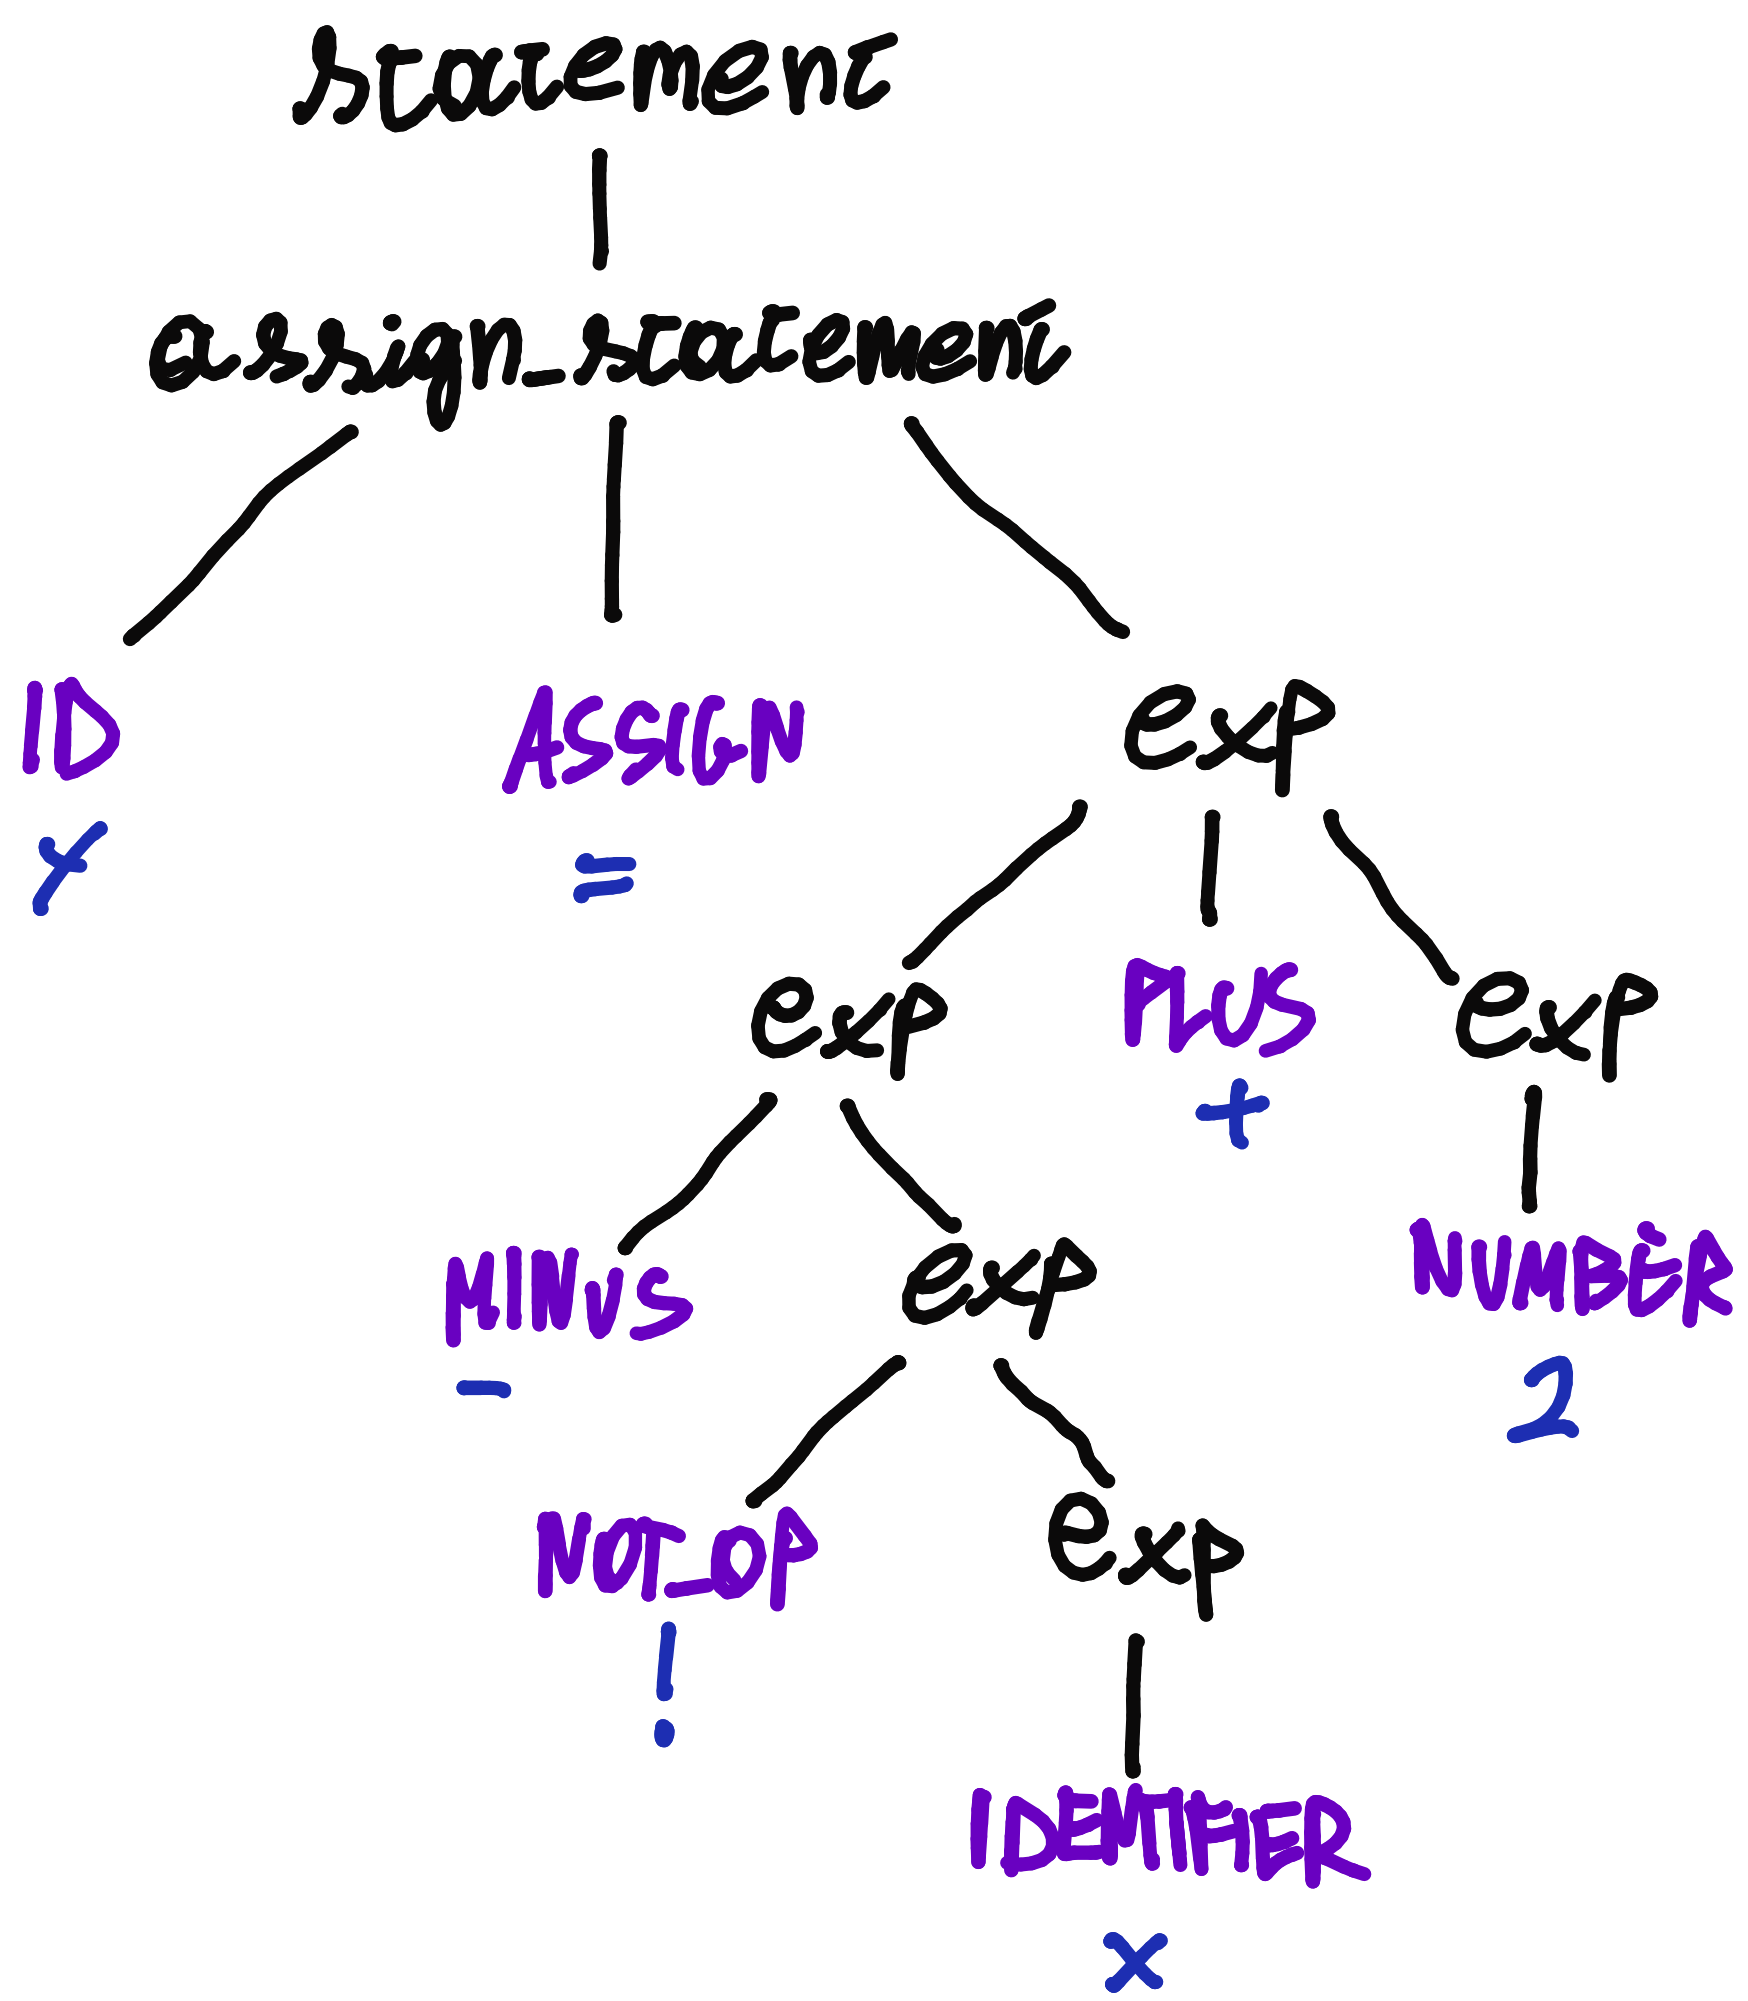 statement
assign_statement
ID ASSIGN exp
y =
exp PLUS exp
+
MINUS exp NUMBER
- 2
NOT_OP exp
!
IDENTIFIER
x